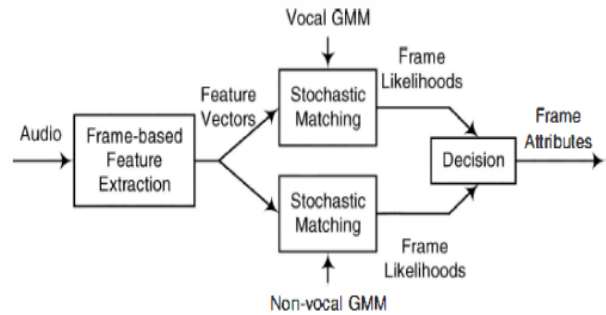 Vocal GMM
Audio
Frame-based
Feature
Extraction
Feature
Vectors
Stochastic
Matching
Frame
Likelihoods
Stochastic
Matching
Frame
Likelihoods
Non-vocal GMM
Decision
Frame
Attributes